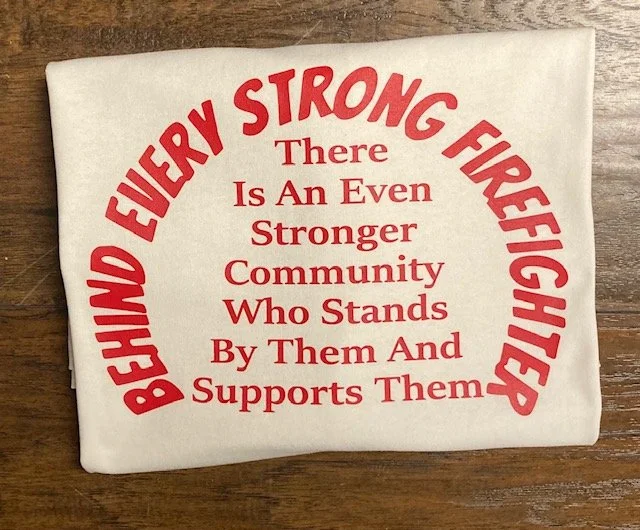 BEHIND EVERY STRONG FIREFIGHTER
There
Is An Even
Stronger
Community
Who Stands
By Them And
Supports Them